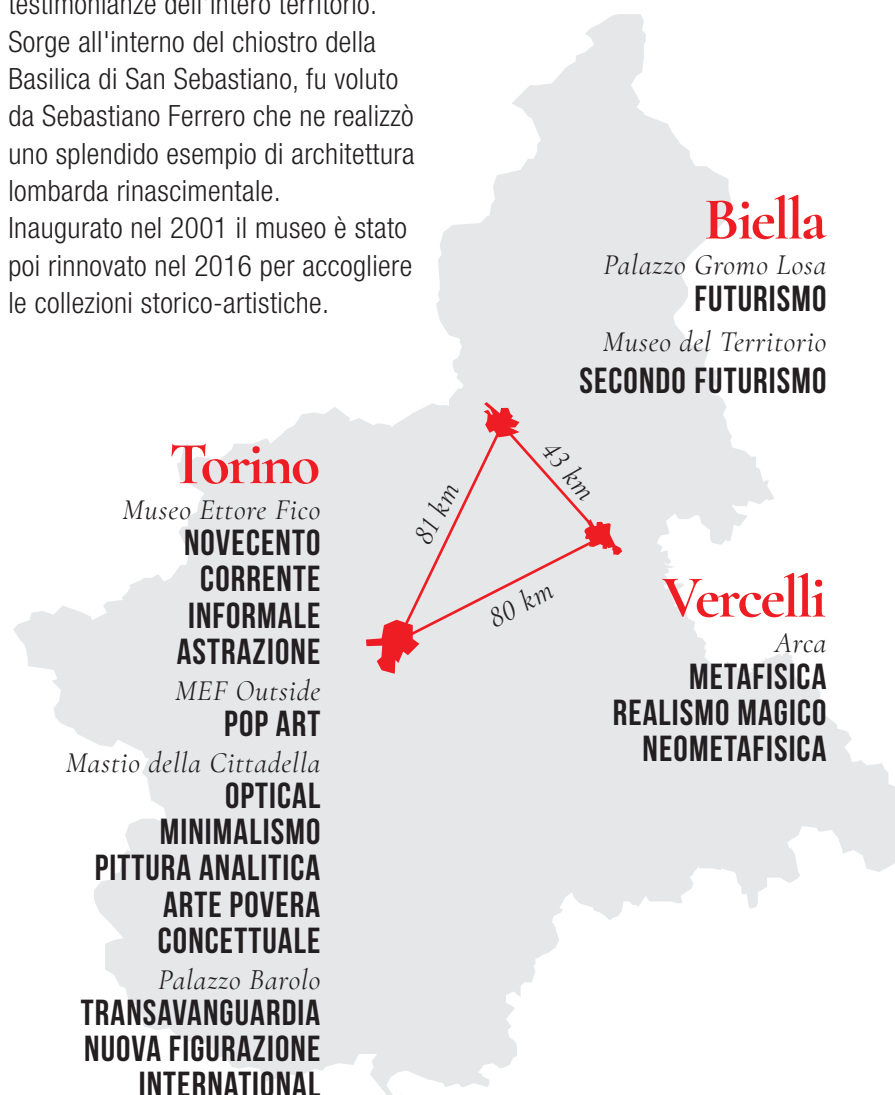 testimonianze dell'intero territorio.
Sorge all'interno del chiostro della
Basilica di San Sebastiano, fu voluto
da Sebastiano Ferrero che ne realizzò
uno splendido esempio di architettura
lombarda rinascimentale.
Inaugurato nel 2001 il museo è stato
poi rinnovato nel 2016 per accogliere
le collezioni storico-artistiche.
Biella
Palazzo Gromo Losa
FUTURISMO
Museo del Territorio
SECONDO FUTURISMO
43 km
81 km
80 km
Torino
Museo Ettore Fico
NOVECENTO
CORRENTE
INFORMALE
ASTRAZIONE
MEF Outside
POP ART
Mastio della Cittadella
OPTICAL
MINIMALISMO
PITTURA ANALITICA
ARTE POVERA
CONCETTUALE
Palazzo Barolo
TRANSAVANGUARDIA
NUOVA FIGURAZIONE
INTERNATIONAL
Vercelli
Arca
METAFISICA
REALISMO MAGICO
NEOMETAFISICA